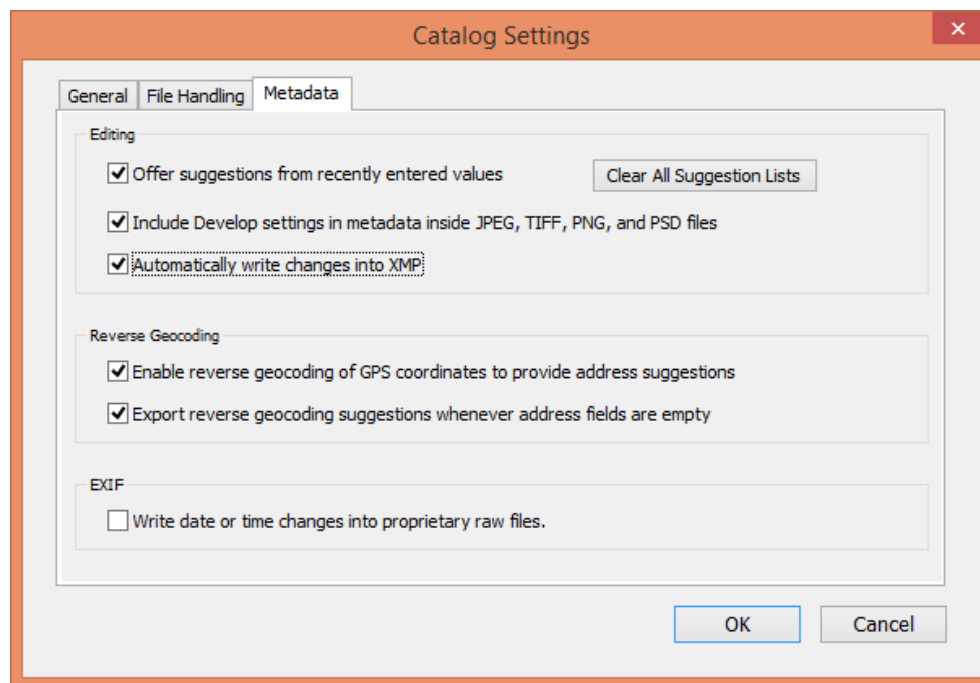 Catalog Settings
General File Handling Metadata
Editing
Offer suggestions from recently entered values Clear All Suggestion Lists
Include Develop settings in metadata inside JPEG, TIFF, PNG, and PSD files
Automatically write changes into XMP
Reverse Geocoding
Enable reverse geocoding of GPS coordinates to provide address suggestions
Export reverse geocoding suggestions whenever address fields are empty
EXIF
Write date or time changes into proprietary raw files.
OK Cancel